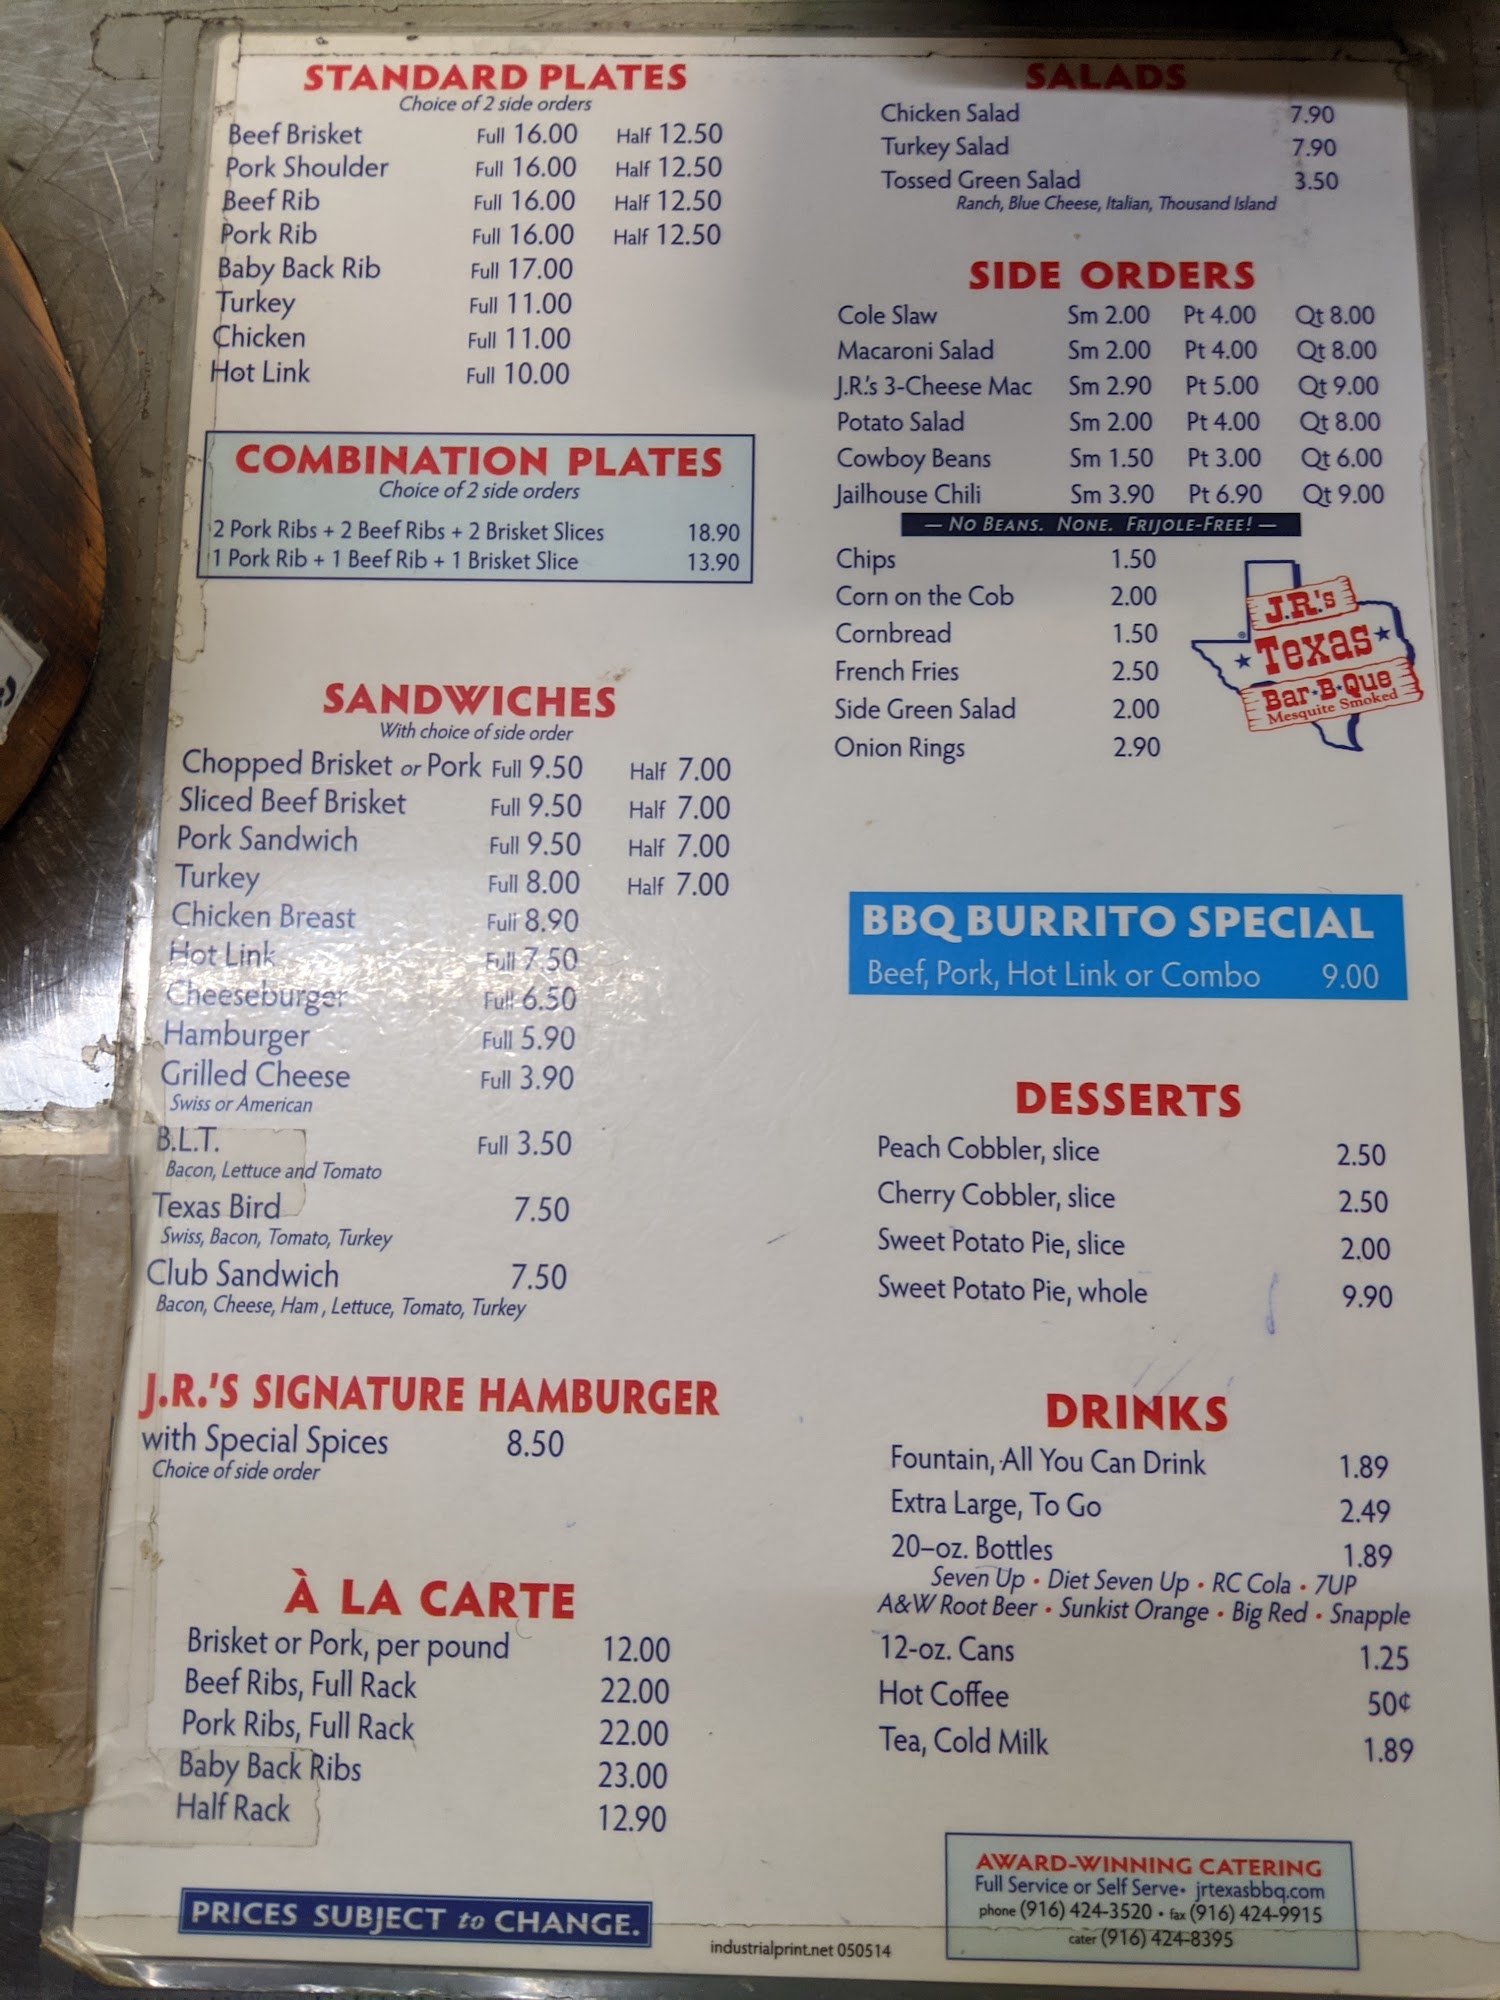 STANDARD PLATES
Choice of 2 side orders
Beef Brisket Full 16.00 Half 12.50
Pork Shoulder Full 16.00 Half 12.50
Beef Rib Full 16.00 Half 12.50
Pork Rib Full 16.00 Half 12.50
Baby Back Rib Full 17.00
Turkey Full 11.00
Chicken Full 11.00
Hot Link Full 10.00
COMBINATION PLATES
Choice of 2 side orders
2 Pork Ribs + 2 Beef Ribs + 2 Brisket Slices 18.90
1 Pork Rib + 1 Beef Rib + 1 Brisket Slice 13.90
SANDWICHES
With choice of side order
Chopped Brisket or Pork Full 9.50 Half 7.00
Sliced Beef Brisket Full 9.50 Half 7.00
Pork Sandwich Full 9.50 Half 7.00
Turkey Full 8.00 Half 7.00
Chicken Breast Full 8.90
Hot Link Full 7.50
Cheeseburger Full 6.50
Hamburger Full 5.90
Grilled Cheese Full 3.90
Swiss or American
B.L.T. Full 3.50
Bacon, Lettuce and Tomato
Texas Bird 7.50
Swiss, Bacon, Tomato, Turkey
Club Sandwich 7.50
Bacon, Cheese, Ham, Lettuce, Tomato, Turkey
J.R.'S SIGNATURE HAMBURGER
with Special Spices 8.50
Choice of side order
À LA CARTE
Brisket or Pork, per pound 12.00
Beef Ribs, Full Rack 22.00
Pork Ribs, Full Rack 22.00
Baby Back Ribs 23.00
Half Rack 12.90
PRICES SUBJECT to CHANGE.
industrialprint.net 050514
SALADS
Chicken Salad 7.90
Turkey Salad 7.90
Tossed Green Salad 3.50
Ranch, Blue Cheese, Italian, Thousand Island
SIDE ORDERS
Cole Slaw Sm 2.00 Pt 4.00 Qt 8.00
Macaroni Salad Sm 2.00 Pt 4.00 Qt 8.00
J.R.'s 3-Cheese Mac Sm 2.90 Pt 5.00 Qt 9.00
Potato Salad Sm 2.00 Pt 4.00 Qt 8.00
Cowboy Beans Sm 1.50 Pt 3.00 Qt 6.00
Jailhouse Chili Sm 3.90 Pt 6.90 Qt 9.00
— NO BEANS. NONE. FRIJOLE-FREE! —
Chips 1.50
Corn on the Cob 2.00
Cornbread 1.50
French Fries 2.50
Side Green Salad 2.00
Onion Rings 2.90
J.R.'s
Texas
Bar•B•Que
Mesquite Smoked
BBQ BURRITO SPECIAL
Beef, Pork, Hot Link or Combo 9.00
DESSERTS
Peach Cobbler, slice 2.50
Cherry Cobbler, slice 2.50
Sweet Potato Pie, slice 2.00
Sweet Potato Pie, whole 9.90
DRINKS
Fountain, All You Can Drink 1.89
Extra Large, To Go 2.49
20–oz. Bottles 1.89
Seven Up • Diet Seven Up • RC Cola • 7UP
A&W Root Beer • Sunkist Orange • Big Red • Snapple
12-oz. Cans 1.25
Hot Coffee 50¢
Tea, Cold Milk 1.89
AWARD-WINNING CATERING
Full Service or Self Serve • jrtexasbbq.com
phone (916) 424-3520 • fax (916) 424-9915
cater (916) 424-8395